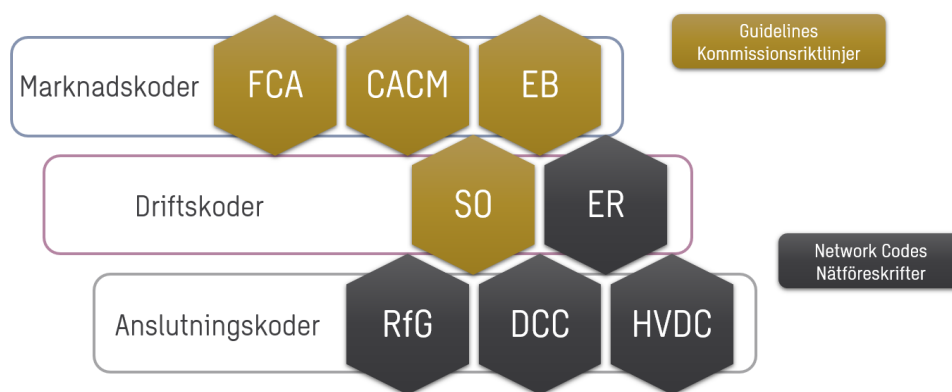 Guidelines
Kommissionsriktlinjer
Marknadskoder FCA CACM EB
Driftskoder SO ER
Network Codes
Nätföreskrifter
Anslutningskoder RfG DCC HVDC